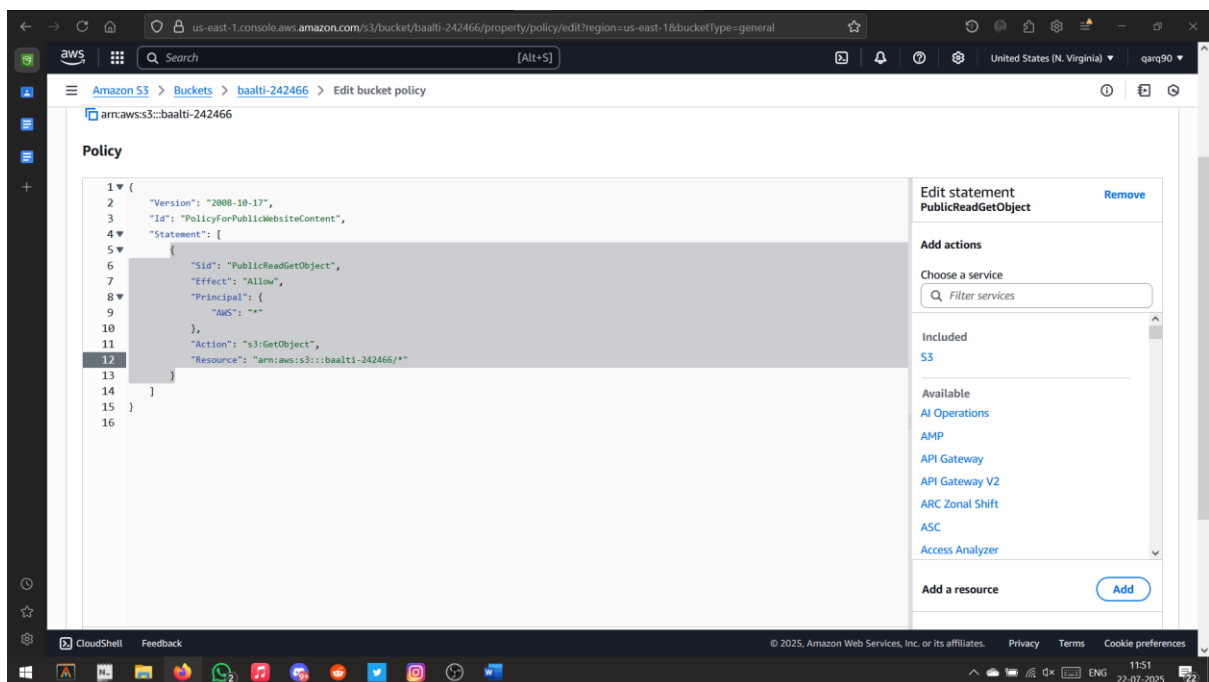 us-east-1.console.aws.amazon.com/s3/bucket/baalti-242466/property/policy/edit?region=us-east-1&bucketType=general
aws
Search
[Alt+S]
United States (N. Virginia)
qarq90
Amazon S3 > Buckets > baalti-242466 > Edit bucket policy
arn:aws:s3:::baalti-242466
Policy
1 {
2 "Version": "2008-10-17",
3 "Id": "PolicyForPublicWebsiteContent",
4 "Statement": [
5 {
6 "Sid": "PublicReadGetObject",
7 "Effect": "Allow",
8 "Principal": {
9 "AWS": "*"
10 },
11 "Action": "s3:GetObject",
12 "Resource": "arn:aws:s3:::baalti-242466/*"
13 }
14 ]
15 }
16
Edit statement
Remove
PublicReadGetObject
Add actions
Choose a service
Filter services
Included
S3
Available
AI Operations
AMP
API Gateway
API Gateway V2
ARC Zonal Shift
ASC
Access Analyzer
Add a resource
Add
CloudShell
Feedback
© 2025, Amazon Web Services, Inc. or its affiliates.
Privacy
Terms
Cookie preferences
ENG
11:51
22-07-2025
22